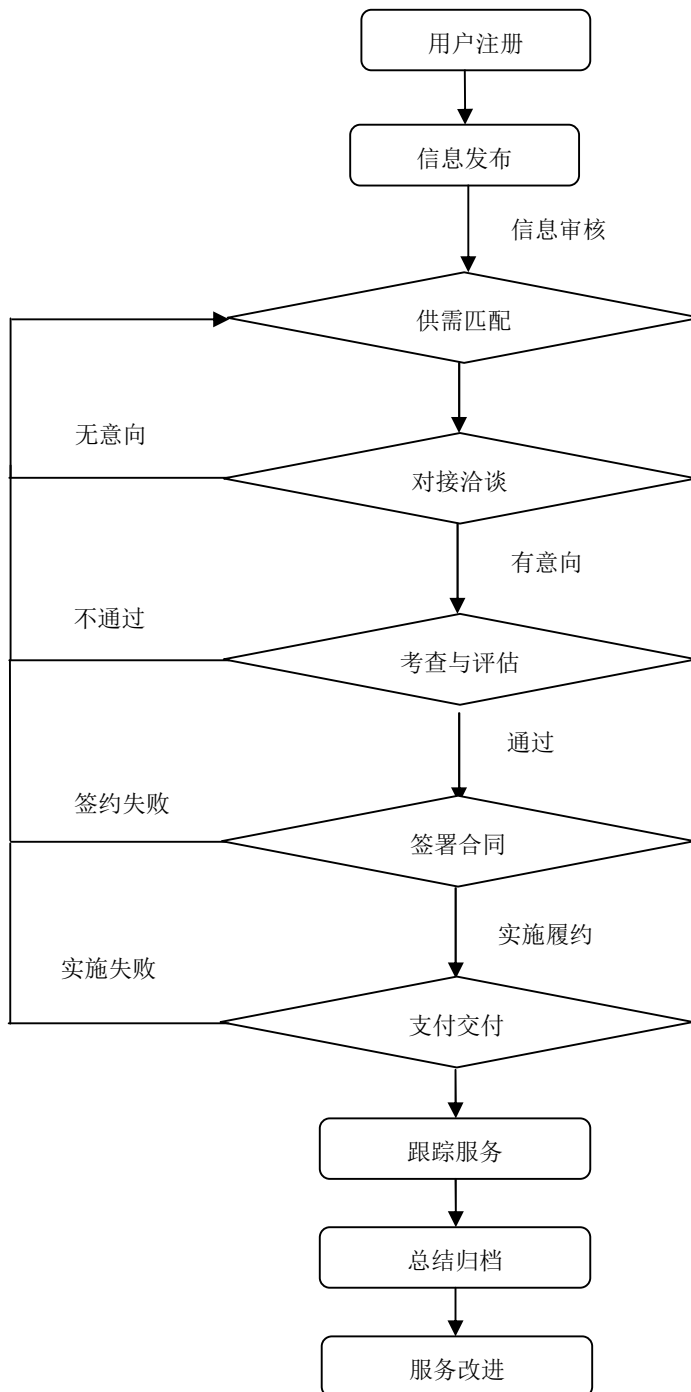 用户注册
信息发布
信息审核
供需匹配
无意向
对接洽谈
有意向
不通过
考查与评估
通过
签约失败
签署合同
实施履约
实施失败
支付交付
跟踪服务
总结归档
服务改进